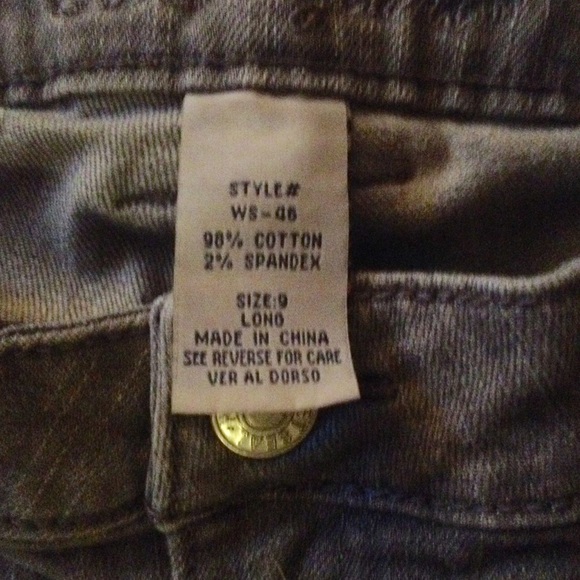 STYLE#
WS-46
98% COTTON
2% SPANDEX
SIZE:9
LONG
MADE IN CHINA
SEE REVERSE FOR CARE
VER AL DORSO